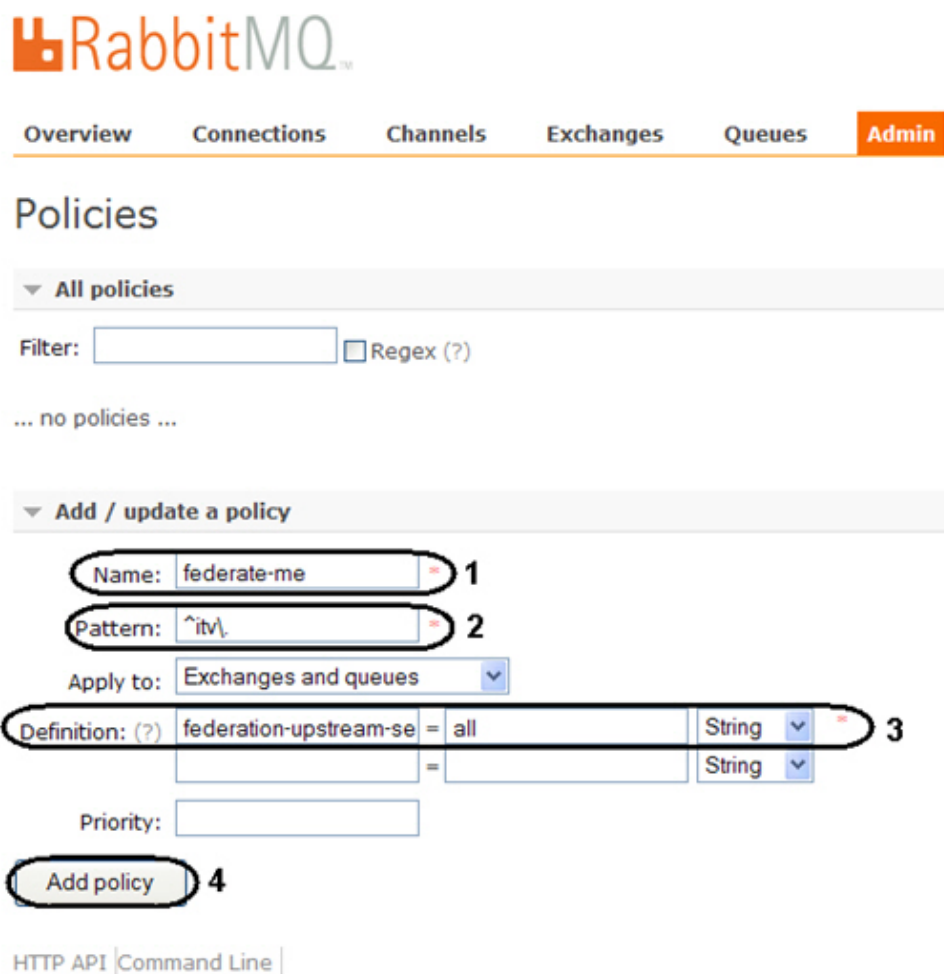 RabbitMQ™
Overview Connections Channels Exchanges Queues Admin
Policies
All policies
Filter: Regex (?)
... no policies ...
Add / update a policy
Name: federate-me * 1
Pattern: ^itv\. * 2
Apply to: Exchanges and queues
Definition: (?) federation-upstream-se = all String * 3
= String
Priority:
Add policy 4
HTTP API Command Line